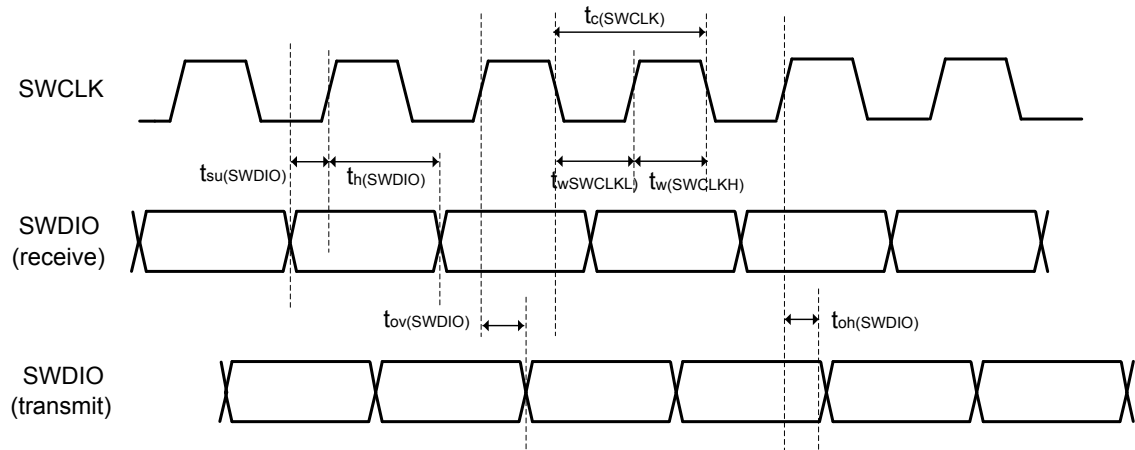 tc(SWCLK)
SWCLK
tsu(SWDIO)
th(SWDIO)
twSWCLKL)
tw(SWCLKH)
SWDIO
(receive)
tov(SWDIO)
toh(SWDIO)
SWDIO
(transmit)